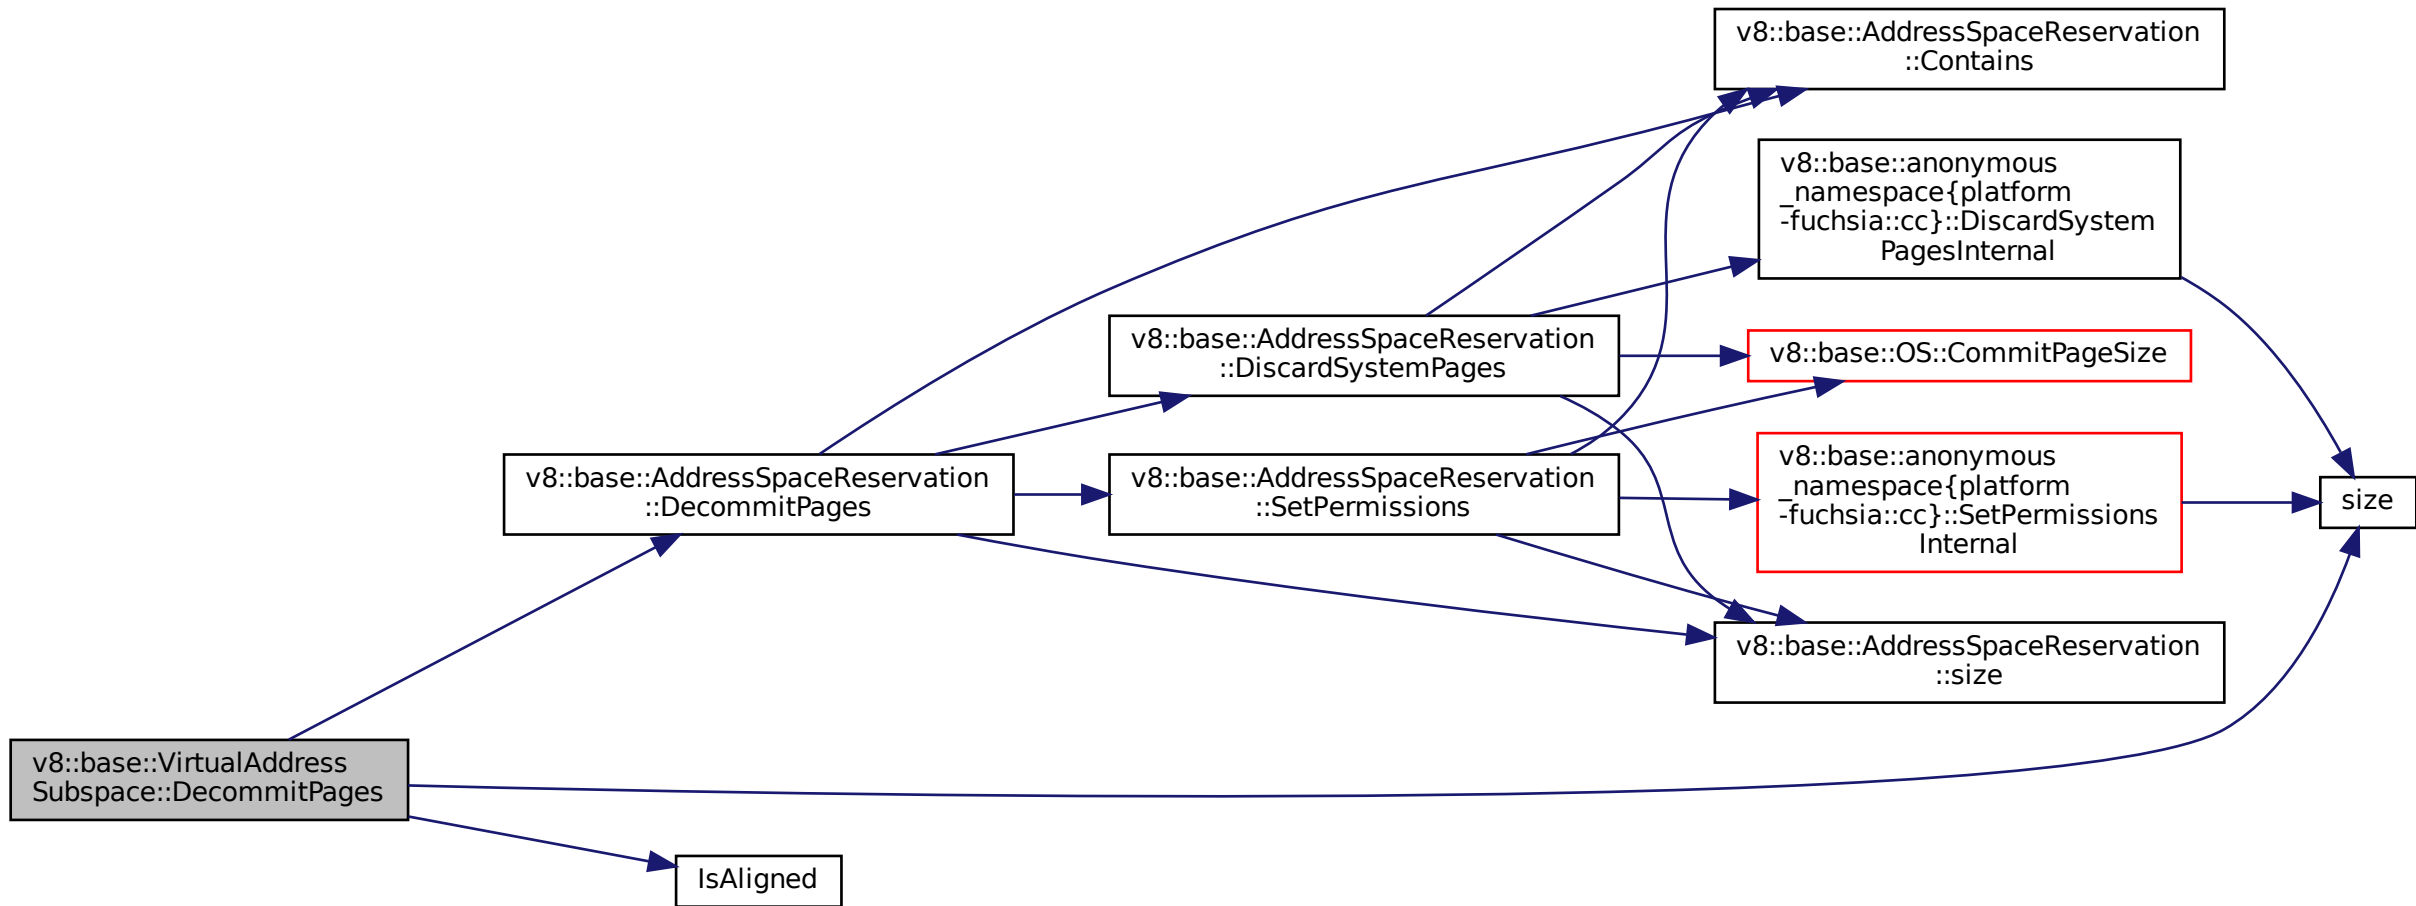 v8::base::AddressSpaceReservation
::Contains
v8::base::anonymous
_namespace{platform
-fuchsia::cc}::DiscardSystem
PagesInternal
v8::base::AddressSpaceReservation
::DiscardSystemPages
v8::base::OS::CommitPageSize
v8::base::AddressSpaceReservation
::DecommitPages
v8::base::AddressSpaceReservation
::SetPermissions
v8::base::anonymous
_namespace{platform
-fuchsia::cc}::SetPermissions
Internal
size
v8::base::AddressSpaceReservation
::size
v8::base::VirtualAddress
Subspace::DecommitPages
IsAligned